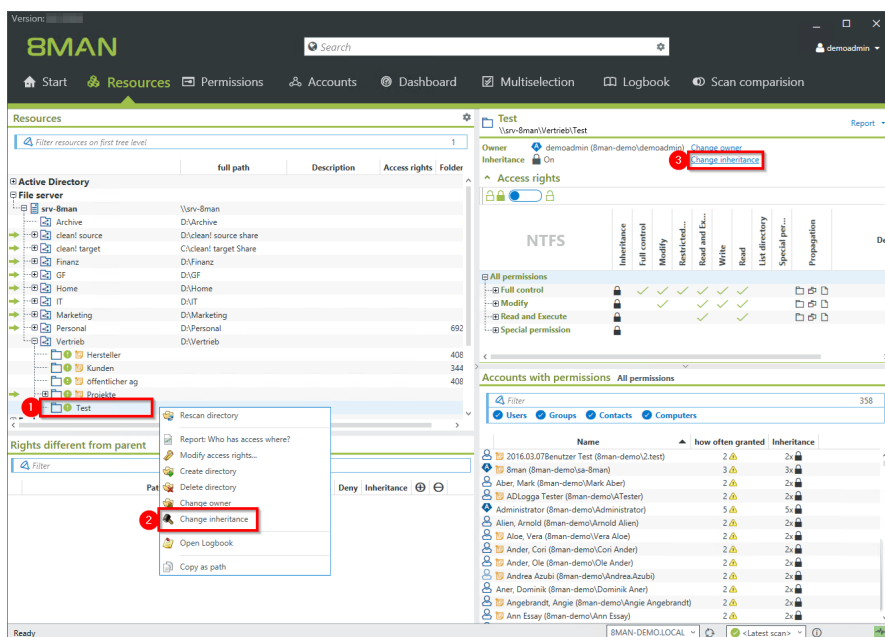 Version:
8MAN
Search
demoadmin
Start Resources Permissions Accounts Dashboard Multiselection Logbook Scan comparision
Resources
Filter resources on first tree level 1
full path Description Access rights Folder
Active Directory
File server
srv-8man \\srv-8man
Archive D:\Archive
clean! source D:\clean! source share
clean! target C:\clean! target Share
Finanz D:\Finanz
GF D:\GF
Home D:\Home
IT D:\IT
Marketing D:\Marketing
Personal D:\Personal 692
Vertrieb D:\Vertrieb
Hersteller 408
Kunden 344
öffentlicher ag 408
Projekte
1 Test
Rescan directory
Report: Who has access where?
Modify access rights...
Create directory
Delete directory
Change owner
2 Change inheritance
Open Logbook
Copy as path
Rights different from parent
Filter
Pat Deny Inheritance
Test
\\srv-8man\Vertrieb\Test
Report
Owner demoadmin (8man-demo\demoadmin) Change owner
Inheritance On 3 Change inheritance
Access rights
NTFS
Inheritance
Full control
Modify
Restricted...
Read and Ex...
Write
Read
List directory
Special per...
Propagation
De
All permissions
Full control
Modify
Read and Execute
Special permission
Accounts with permissions All permissions
Filter 358
Users Groups Contacts Computers
Name how often granted Inheritance
2016.03.078enutzer Test (8man-demo\2.test) 2 2x
8man (8man-demo\sa-8man) 3 3x
Aber, Mark (8man-demo\Mark Aber) 2 2x
ADLogga Tester (8man-demo\ATester) 2 2x
Administrator (8man-demo\Administrator) 5 5x
Alien, Arnold (8man-demo\Arnold Alien) 2 2x
Aloe, Vera (8man-demo\Vera Aloe) 2 2x
Ander, Cori (8man-demo\Cori Ander) 2 2x
Ander, Ole (8man-demo\Ole Ander) 2 2x
Andrea Azubi (8man-demo\Andrea.Azubi) 2 2x
Aner, Dominik (8man-demo\Dominik Aner) 2 2x
Angebrandt, Angie (8man-demo\Angie Angebrandt) 2 2x
Ann Essay (8man-demo\Ann Essay) 2 2x
Ready 8MAN-DEMO.LOCAL <Latest scan>